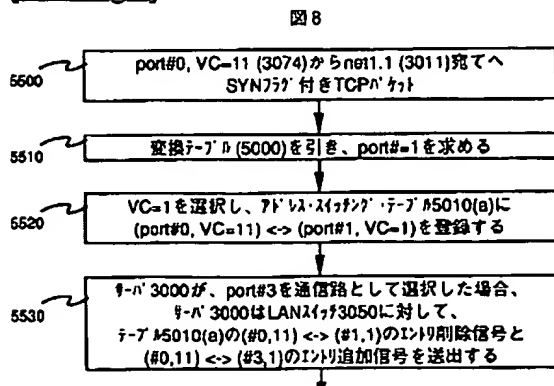 図8
5500
port#0, VC=11 (3074)からnet1.1 (3011)宛てへ
SYNﾌﾗｸﾞ付きTCPﾊﾟｹｯﾄ
5510
変換ﾃｰﾌﾞﾙ(5000)を引き、port#=1を求める
5520
VC=1を選択し、ｱﾄﾞﾚｽ・ｽｲｯﾁﾝｸﾞ・ﾃｰﾌﾞﾙ5010(a)に
(port#0, VC=11) <-> (port#1, VC=1)を登録する
5530
ｻｰﾊﾞ3000が、port#3を通信路として選択した場合、
ｻｰﾊﾞ3000はLANｽｲｯﾁ3050に対して、
ﾃｰﾌﾞﾙ5010(a)の(#0,11) <-> (#1,1)のｴﾝﾄﾘ削除信号と
(#0,11) <-> (#3,1)のｴﾝﾄﾘ追加信号を送出する